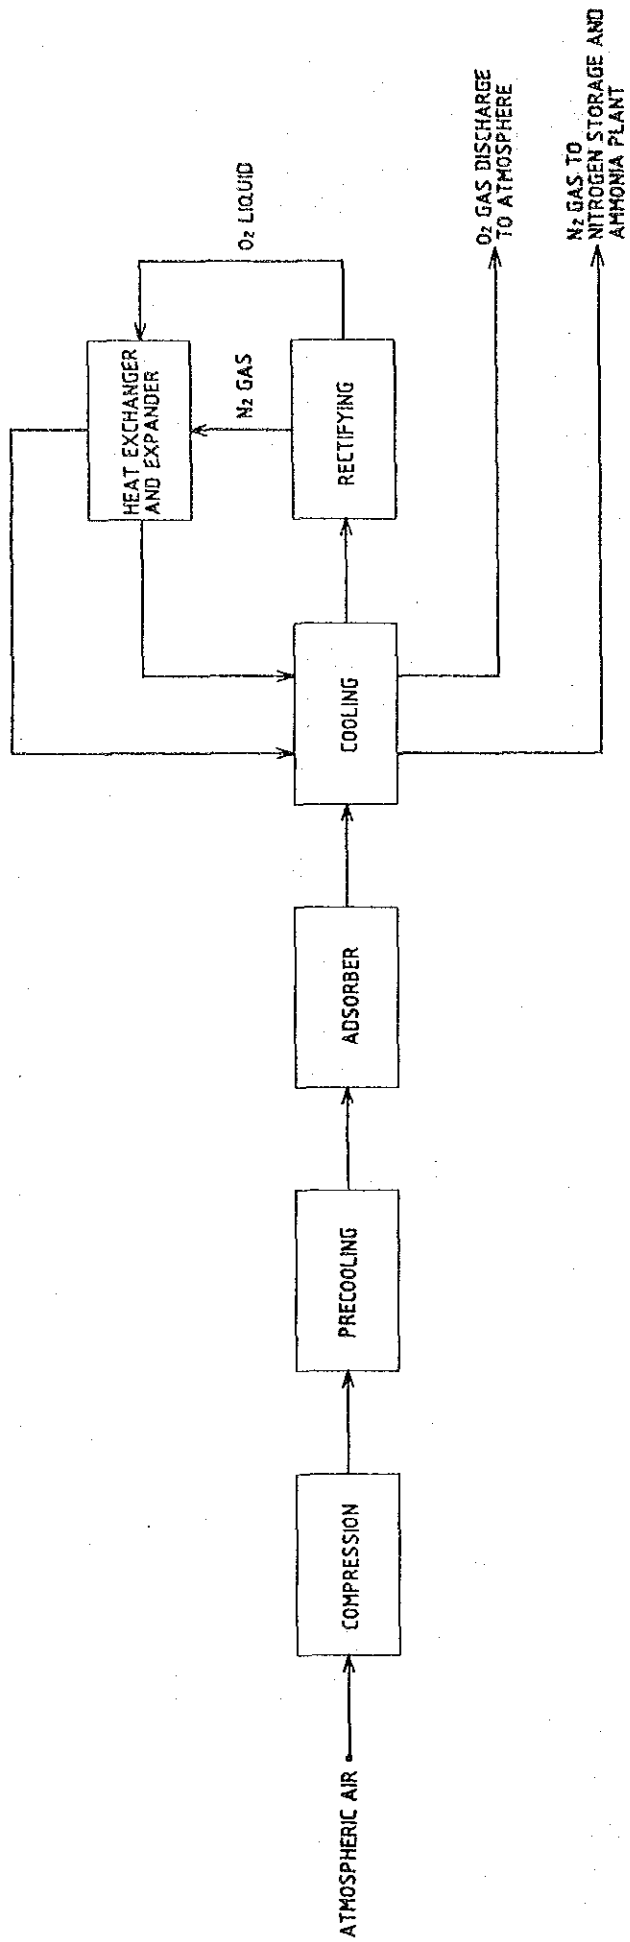 ATMOSPHERIC AIR
COMPRESSION
PRECOOLING
ADSORBER
COOLING
RECTIFYING
HEAT EXCHANGER
AND EXPANDER
N₂ GAS
O₂ LIQUID
O₂ GAS DISCHARGE
TO ATMOSPHERE
N₂ GAS TO
NITROGEN STORAGE AND
AMMONIA PLANT